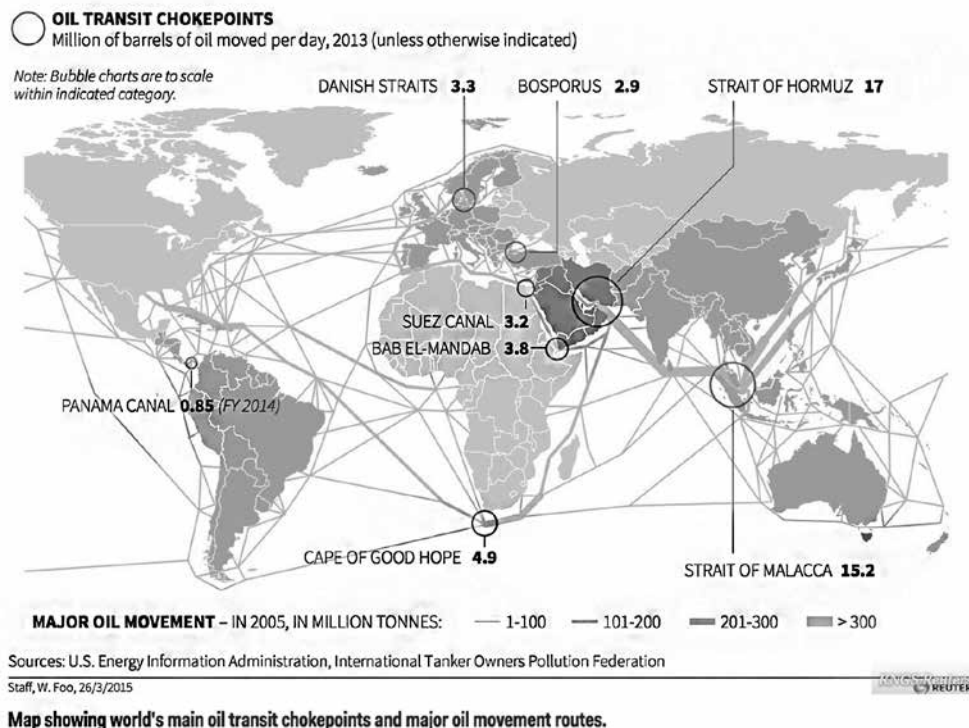 OIL TRANSIT CHOKEPOINTS
Million of barrels of oil moved per day, 2013 (unless otherwise indicated)
Note: Bubble charts are to scale
within indicated category.
DANISH STRAITS 3.3
BOSPORUS 2.9
STRAIT OF HORMUZ 17
SUEZ CANAL 3.2
BAB EL-MANDAB 3.8
PANAMA CANAL 0.85 (FY 2014)
CAPE OF GOOD HOPE 4.9
STRAIT OF MALACCA 15.2
MAJOR OIL MOVEMENT – IN 2005, IN MILLION TONNES: 1-100 101-200 201-300 > 300
Sources: U.S. Energy Information Administration, International Tanker Owners Pollution Federation
Staff, W. Foo, 26/3/2015
Map showing world's main oil transit chokepoints and major oil movement routes.